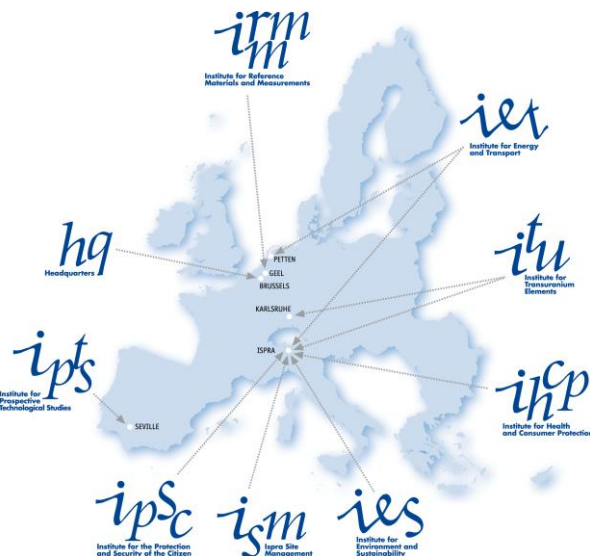 irmm
Institute for Reference
Materials and Measurements
iet
Institute for Energy
and Transport
hq
Headquarters
PETTEN
GEEL
BRUSSELS
itu
Institute for
Transuranium
Elements
KARLSRUHE
ISPRA
ipts
Institute for
Prospective
Technological Studies
SEVILLE
ihcp
Institute for Health
and Consumer Protection
ipsc
Institute for the Protection
and Security of the Citizen
ism
Ispra Site
Management
ies
Institute for
Environment and
Sustainability